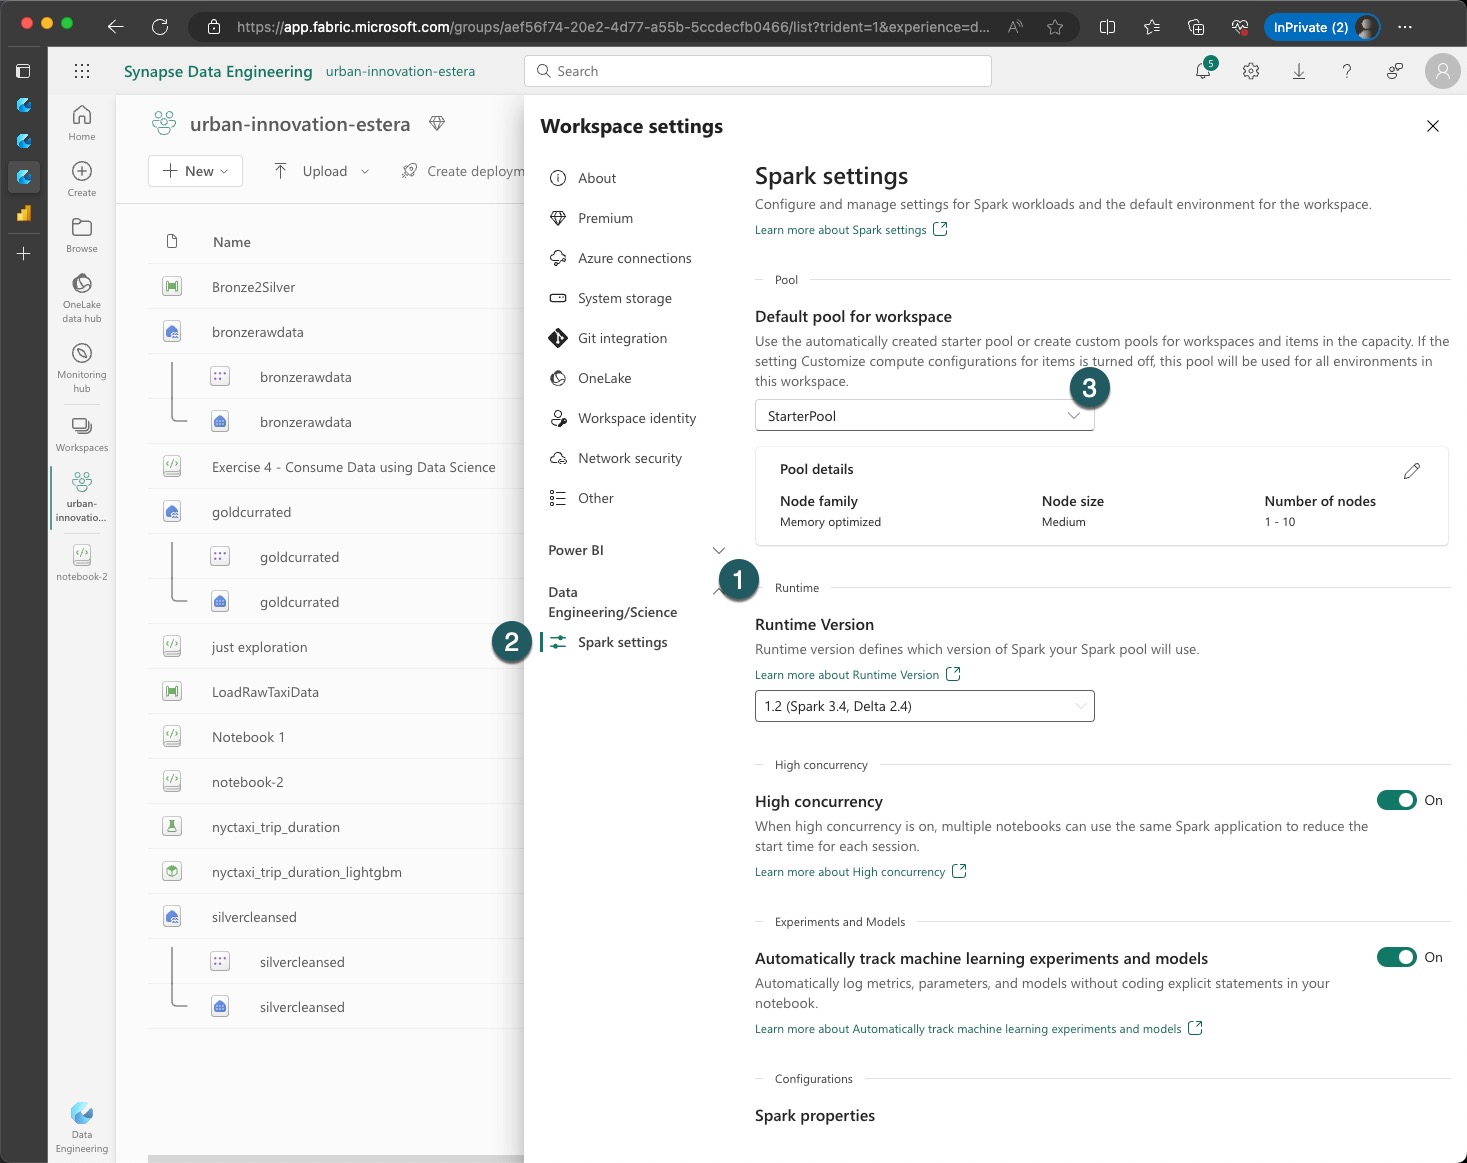 https://app.fabric.microsoft.com/groups/aef56f74-20e2-4d77-a55b-5ccdecfb0466/list?trident=1&experience=d...
InPrivate (2)
Synapse Data Engineering
urban-innovation-estera
Search
5
Home
Create
Browse
OneLake
data hub
Monitoring
hub
Workspaces
urban-
innovatio...
notebook-2
Data
Engineering
urban-innovation-estera
New
Upload
Create deploym
Name
Bronze2Silver
bronzerawdata
bronzerawdata
bronzerawdata
Exercise 4 - Consume Data using Data Science
goldcurrated
goldcurrated
goldcurrated
just exploration
LoadRawTaxiData
Notebook 1
notebook-2
nyctaxi_trip_duration
nyctaxi_trip_duration_lightgbm
silvercleansed
silvercleansed
silvercleansed
Workspace settings
About
Premium
Azure connections
System storage
Git integration
OneLake
Workspace identity
Network security
Other
Power BI
1
Data
Engineering/Science
2
Spark settings
Spark settings
Configure and manage settings for Spark workloads and the default environment for the workspace.
Learn more about Spark settings
Pool
Default pool for workspace
Use the automatically created starter pool or create custom pools for workspaces and items in the capacity. If the
setting Customize compute configurations for items is turned off, this pool will be used for all environments in
this workspace.
3
StarterPool
Pool details
Node family
Memory optimized
Node size
Medium
Number of nodes
1 - 10
Runtime
Runtime Version
Runtime version defines which version of Spark your Spark pool will use.
Learn more about Runtime Version
1.2 (Spark 3.4, Delta 2.4)
High concurrency
High concurrency
On
When high concurrency is on, multiple notebooks can use the same Spark application to reduce the
start time for each session.
Learn more about High concurrency
Experiments and Models
Automatically track machine learning experiments and models
On
Automatically log metrics, parameters, and models without coding explicit statements in your
notebook.
Learn more about Automatically track machine learning experiments and models
Configurations
Spark properties